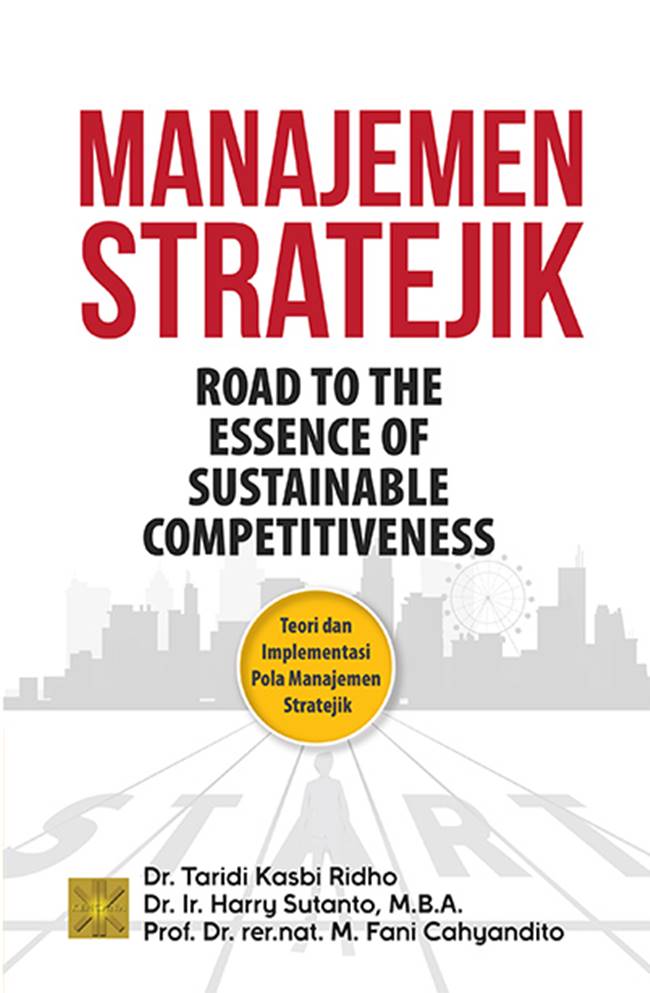 MANAJEMEN
STRATEJIK
ROAD TO THE
ESSENCE OF
SUSTAINABLE
COMPETITIVENESS
Teori dan
Implementasi
Pola Manajemen
Stratejik
START
Dr. Taridi Kasbi Ridho
Dr. Ir. Harry Sutanto, M.B.A.
Prof. Dr. rer.nat. M. Fani Cahyandito
KENCANA